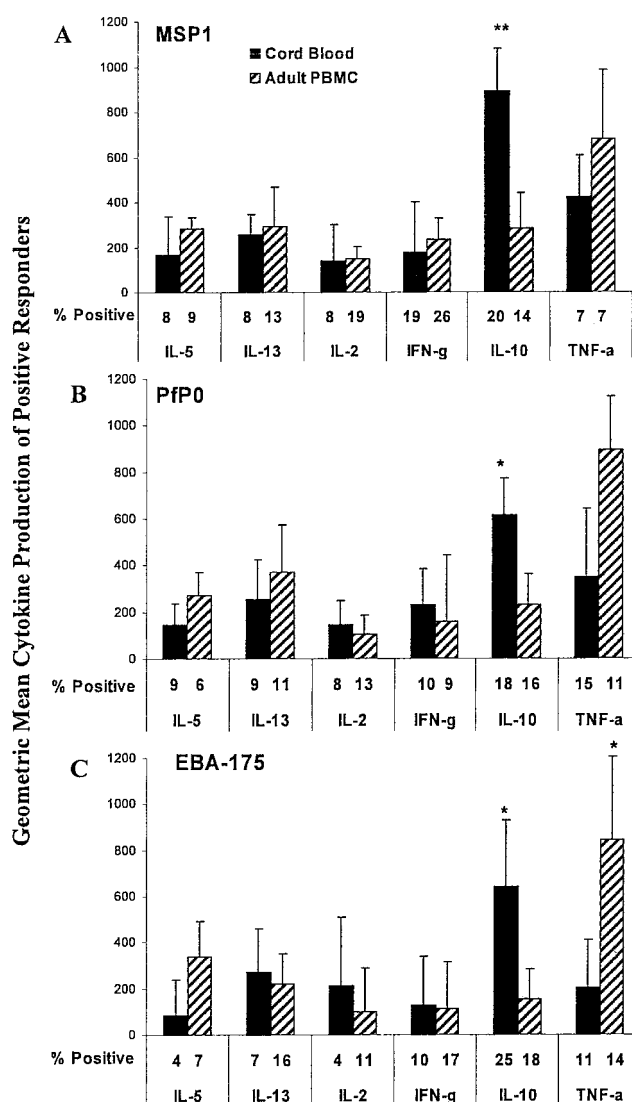 Geometric Mean Cytokine Production of Positive Responders
A MSP1
**
Cord Blood
Adult PBMC
1200
1000
800
600
400
200
0
% Positive 8 9 8 13 8 19 19 26 20 14 7 7
IL-5 IL-13 IL-2 IFN-g IL-10 TNF-a
B PfP0
*
1200
1000
800
600
400
200
0
% Positive 9 6 9 11 8 13 10 9 18 16 15 11
IL-5 IL-13 IL-2 IFN-g IL-10 TNF-a
C EBA-175
* *
1200
1000
800
600
400
200
0
% Positive 4 7 7 16 4 11 10 17 25 18 11 14
IL-5 IL-13 IL-2 IFN-g IL-10 TNF-a